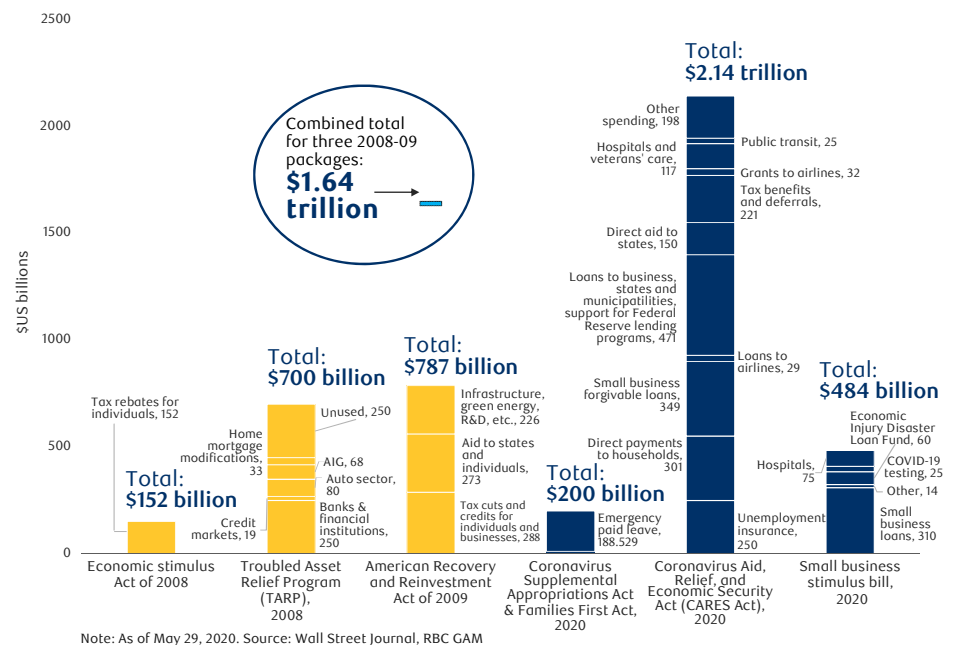 2500
2000
1500
1000
500
0
$US billions
Combined total
for three 2008-09
packages:
$1.64
trillion
Tax rebates for
individuals, 152
Total:
$152 billion
Economic stimulus
Act of 2008
Total:
$700 billion
Unused, 250
Home
mortgage
modifications,
33
AIG, 68
Auto sector,
80
Credit
markets, 19
Banks &
financial
institutions,
250
Troubled Asset
Relief Program
(TARP),
2008
Total:
$787 billion
Infrastructure,
green energy,
R&D, etc., 226
Aid to states
and
individuals,
273
Tax cuts and
credits for
individuals and
businesses, 288
American Recovery
and Reinvestment
Act of 2009
Total:
$200 billion
Emergency
paid leave,
188.529
Coronavirus
Supplemental
Appropriations Act
& Families First Act,
2020
Total:
$2.14 trillion
Other
spending, 198
Public transit, 25
Hospitals and
veterans' care,
117
Grants to airlines, 32
Tax benefits
and deferrals,
221
Direct aid to
states, 150
Loans to business,
states and
municipatilities,
support for Federal
Reserve lending
programs, 471
Loans to
airlines, 29
Small business
forgivable loans,
349
Direct payments
to households,
301
Unemployment
insurance,
250
Coronavirus Aid,
Relief, and
Economic Security
Act (CARES Act),
2020
Total:
$484 billion
Economic
Injury Disaster
Loan Fund, 60
Hospitals,
75
COVID-19
testing, 25
Other, 14
Small
business
loans, 310
Small business
stimulus bill,
2020
Note: As of May 29, 2020. Source: Wall Street Journal, RBC GAM